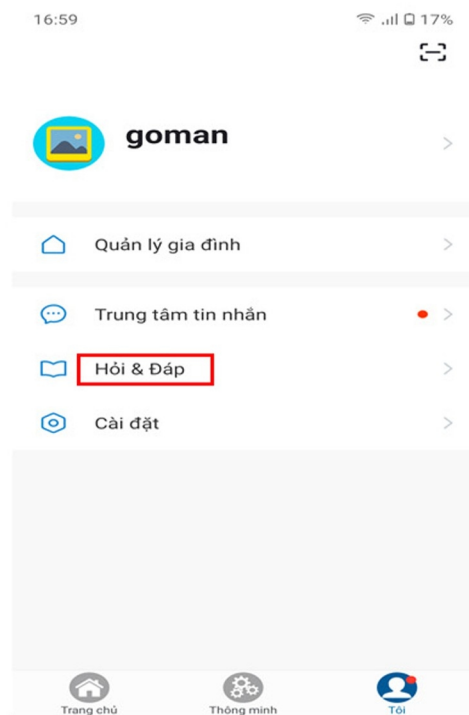 16:59
17%
goman
Quản lý gia đình
Trung tâm tin nhắn
Hỏi & Đáp
Cài đặt
Trang chủ
Thông minh
Tôi